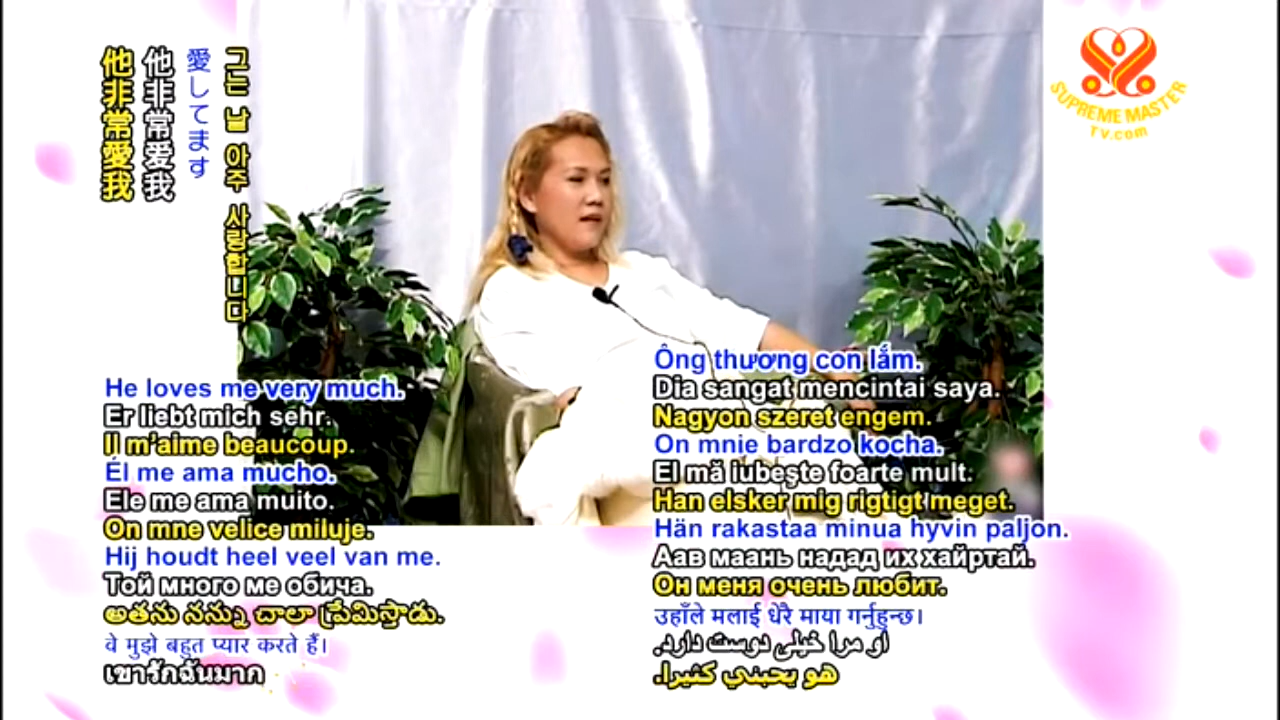 他非常愛我
他非常爱我
愛してます
그는 날 아주 사랑합니다
SUPREME MASTER
TV.com
He loves me very much.
Er liebt mich sehr.
Il m'aime beaucoup.
Él me ama mucho.
Ele me ama muito.
On mne velice miluje.
Hij houdt heel veel van me.
Той много ме обича.
అతను నన్ను చాలా ప్రేమిస్తాడు.
वे मुझे बहुत प्यार करते हैं।
เขารักฉันมาก
Ông thương con lắm.
Dia sangat mencintai saya.
Nagyon szeret engem.
On mnie bardzo kocha.
El mă iubeşte foarte mult.
Han elsker mig rigtigt meget.
Hän rakastaa minua hyvin paljon.
Аав маань надад их хайртай.
Он меня очень любит.
उहाँले मलाई धेरै माया गर्नुहुन्छ।
او مرا خیلی دوست دارد.
هو يحبني كثيرا.